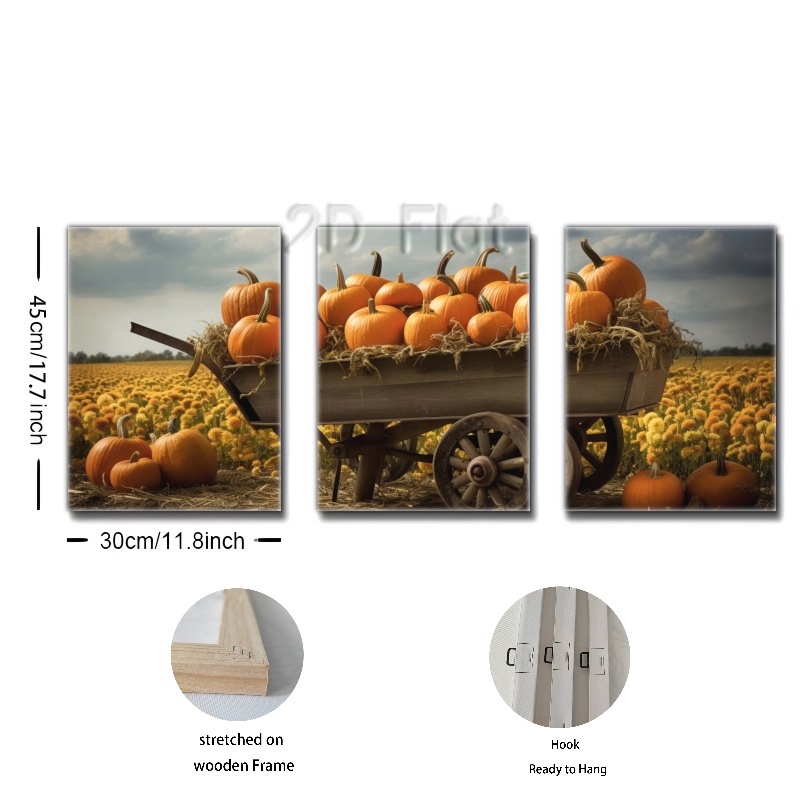 2D Flat
45cm/17.7inch
30cm/11.8inch
stretched on
wooden Frame
Hook
Ready to Hang